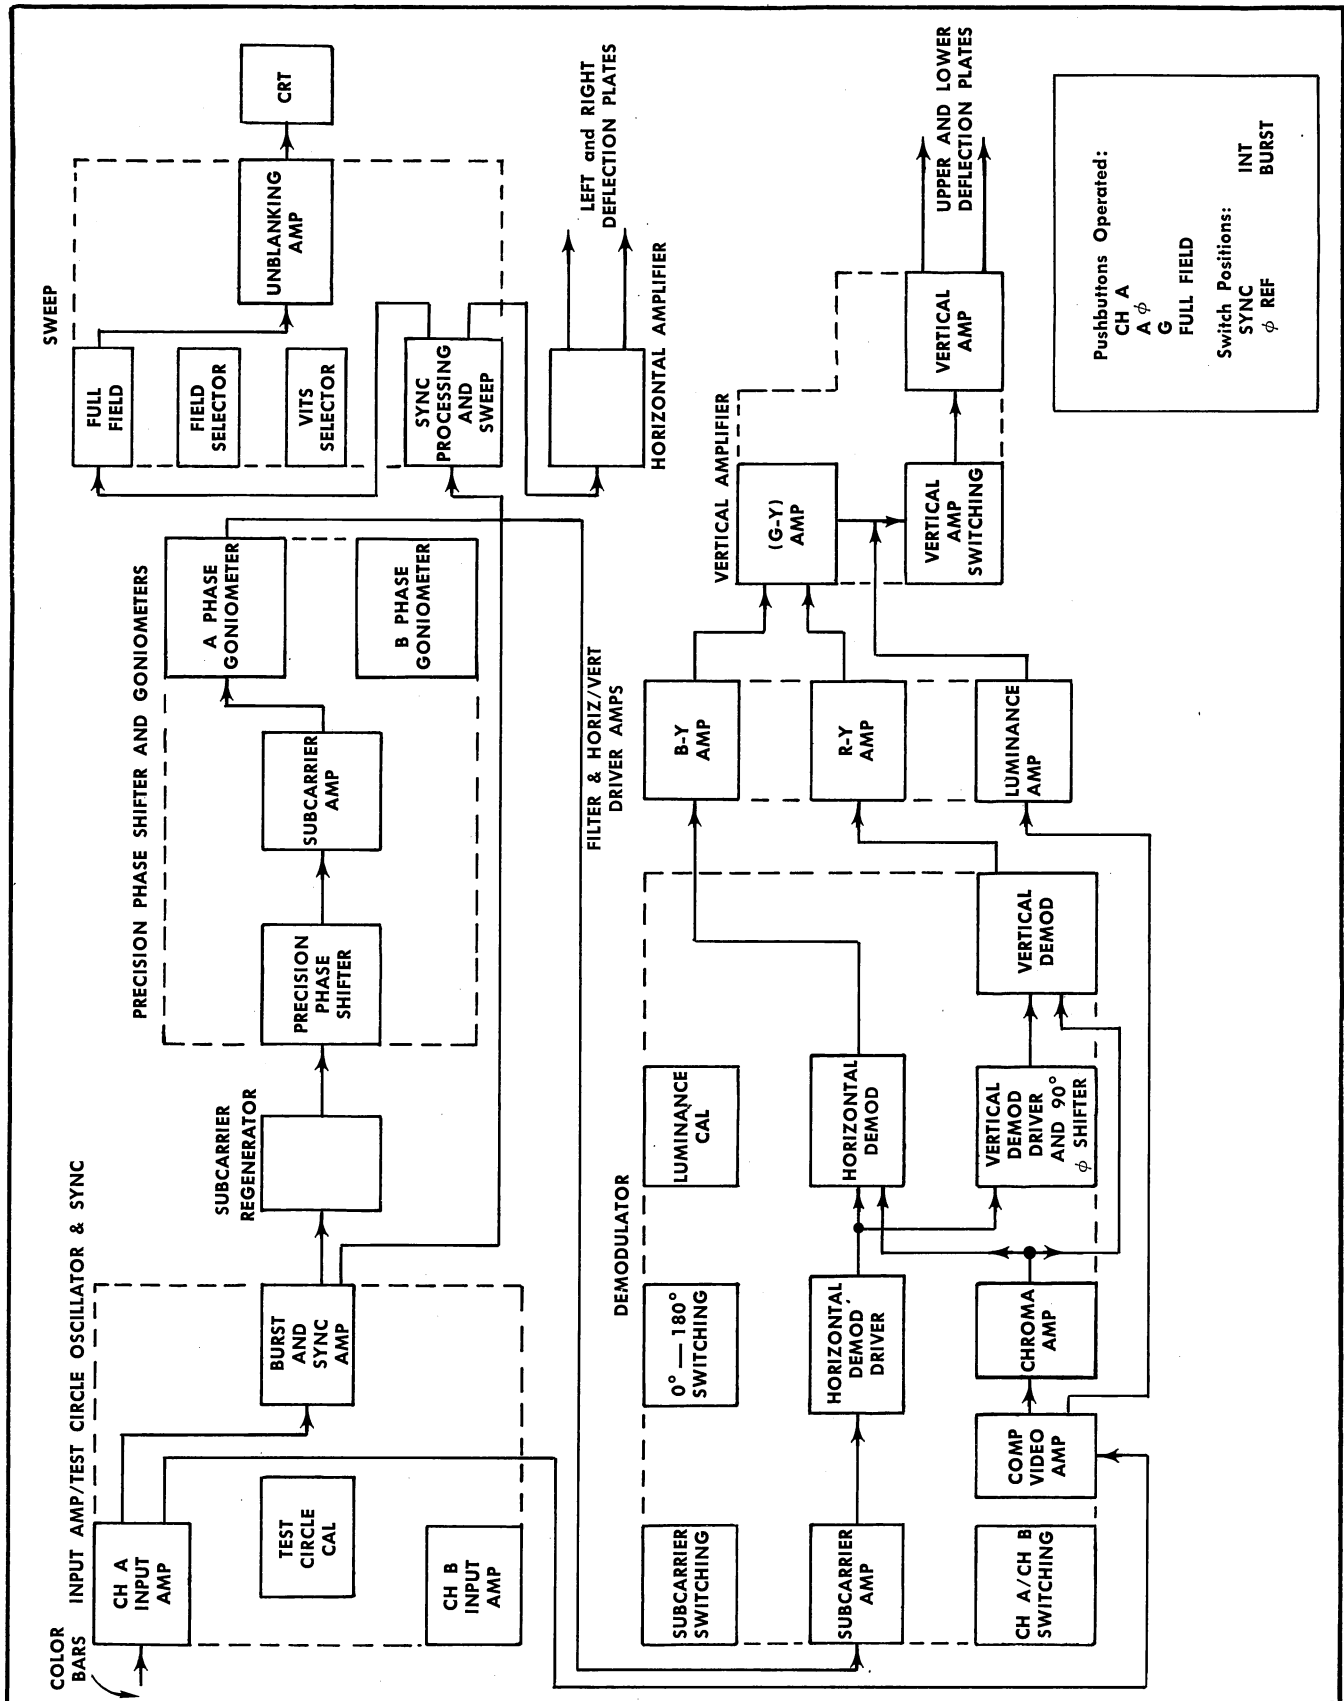 COLOR
BARS
INPUT AMP/TEST CIRCLE OSCILLATOR & SYNC
CH A
INPUT
AMP
TEST
CIRCLE
CAL
CH B
INPUT
AMP
BURST
AND
SYNC
AMP
SUBCARRIER
REGENERATOR
PRECISION PHASE SHIFTER AND GONIOMETERS
PRECISION
PHASE
SHIFTER
SUBCARRIER
AMP
A PHASE
GONIOMETER
B PHASE
GONIOMETER
SWEEP
FULL
FIELD
FIELD
SELECTOR
VITS
SELECTOR
SYNC
PROCESSING
AND
SWEEP
UNBLANKING
AMP
CRT
HORIZONTAL AMPLIFIER
LEFT and RIGHT
DEFLECTION PLATES
DEMODULATOR
SUBCARRIER
SWITCHING
SUBCARRIER
AMP
CH A/CH B
SWITCHING
0° — 180°
SWITCHING
HORIZONTAL
DEMOD
DRIVER
COMP
VIDEO
AMP
CHROMA
AMP
LUMINANCE
CAL
HORIZONTAL
DEMOD
VERTICAL
DEMOD
DRIVER
AND 90°
ϕ SHIFTER
VERTICAL
DEMOD
FILTER & HORIZ/VERT
DRIVER AMPS
B-Y
AMP
R-Y
AMP
LUMINANCE
AMP
VERTICAL AMPLIFIER
(G-Y)
AMP
VERTICAL
AMP
SWITCHING
VERTICAL
AMP
UPPER AND LOWER
DEFLECTION PLATES
Pushbuttons Operated:
CH A
A ϕ
G
FULL FIELD
Switch Positions:
SYNC INT
ϕ REF BURST